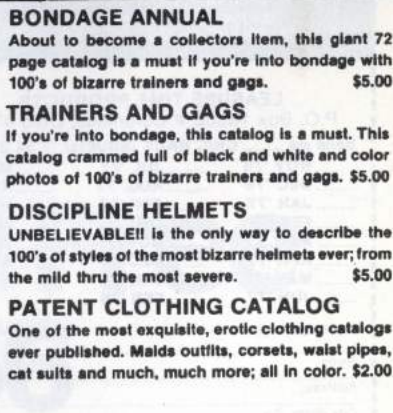 BONDAGE ANNUAL
About to become a collectors item, this giant 72
page catalog is a must if you're into bondage with
100's of bizarre trainers and gags. $5.00
TRAINERS AND GAGS
If you're into bondage, this catalog is a must. This
catalog crammed full of black and white and color
photos of 100's of bizarre trainers and gags. $5.00
DISCIPLINE HELMETS
UNBELIEVABLE!! is the only way to describe the
100's of styles of the most bizarre helmets ever; from
the mild thru the most severe. $5.00
PATENT CLOTHING CATALOG
One of the most exquisite, erotic clothing catalogs
ever published. Maids outfits, corsets, waist pipes,
cat suits and much, much more; all in color. $2.00